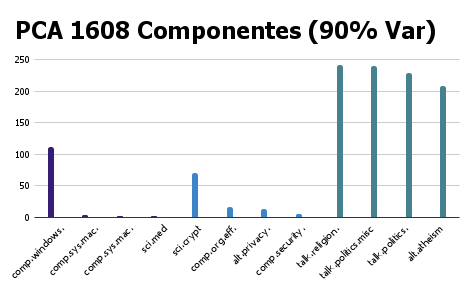 PCA 1608 Componentes (90% Var)
250
200
150
100
50
0
comp.windows.
comp.sys.mac.
comp.sys.mac.
sci.med
sci.crypt
comp.org.eff.
alt.privacy.
comp.security.
talk.religion.
talk.politics.misc
talk.politics.
alt.atheism